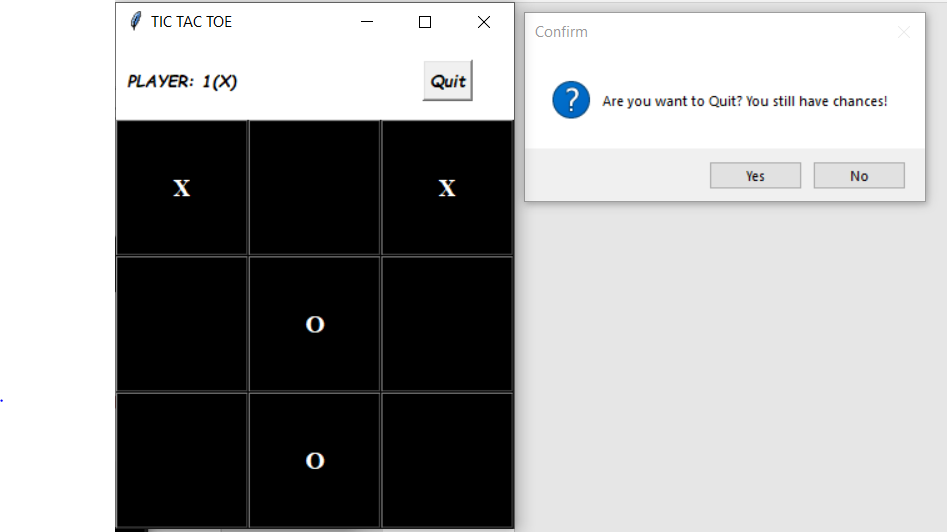 TIC TAC TOE
PLAYER: 1(X)
Quit
X X
O
O
Confirm
Are you want to Quit? You still have chances!
Yes No